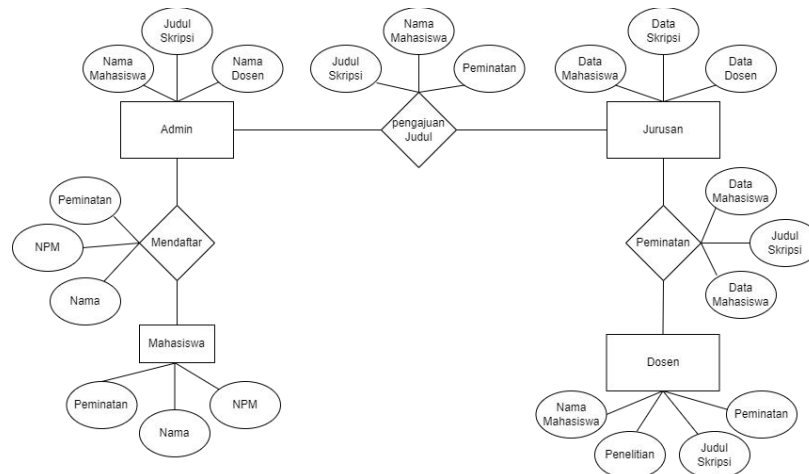 Judul
Skripsi
Nama
Mahasiswa
Nama
Dosen
Admin
Nama
Mahasiswa
Judul
Skripsi
Peminatan
pengajuan
Judul
Data
Skripsi
Data
Mahasiswa
Data
Dosen
Jurusan
Peminatan
NPM
Nama
Mendaftar
Data
Mahasiswa
Judul
Skripsi
Data
Mahasiswa
Peminatan
Mahasiswa
Peminatan
Nama
NPM
Dosen
Nama
Mahasiswa
Penelitian
Judul
Skripsi
Peminatan